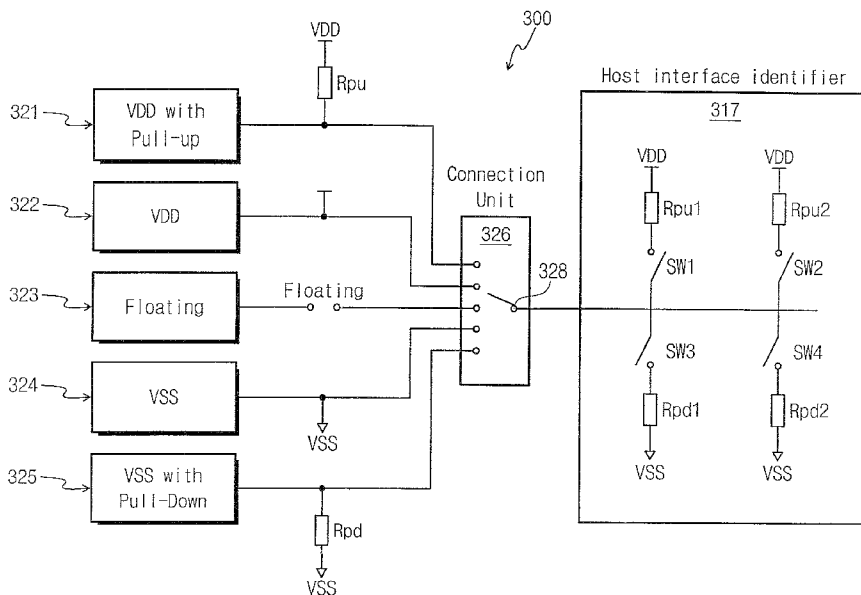 300
VDD
Rpu
Host interface identifier
317
321
VDD with
Pull-up
VDD
VDD
Rpu1
Rpu2
Connection
Unit
326
322
VDD
328
SW1
SW2
323
Floating
Floating
SW3
SW4
324
VSS
VSS
Rpd1
Rpd2
VSS
VSS
325
VSS with
Pull-Down
Rpd
VSS